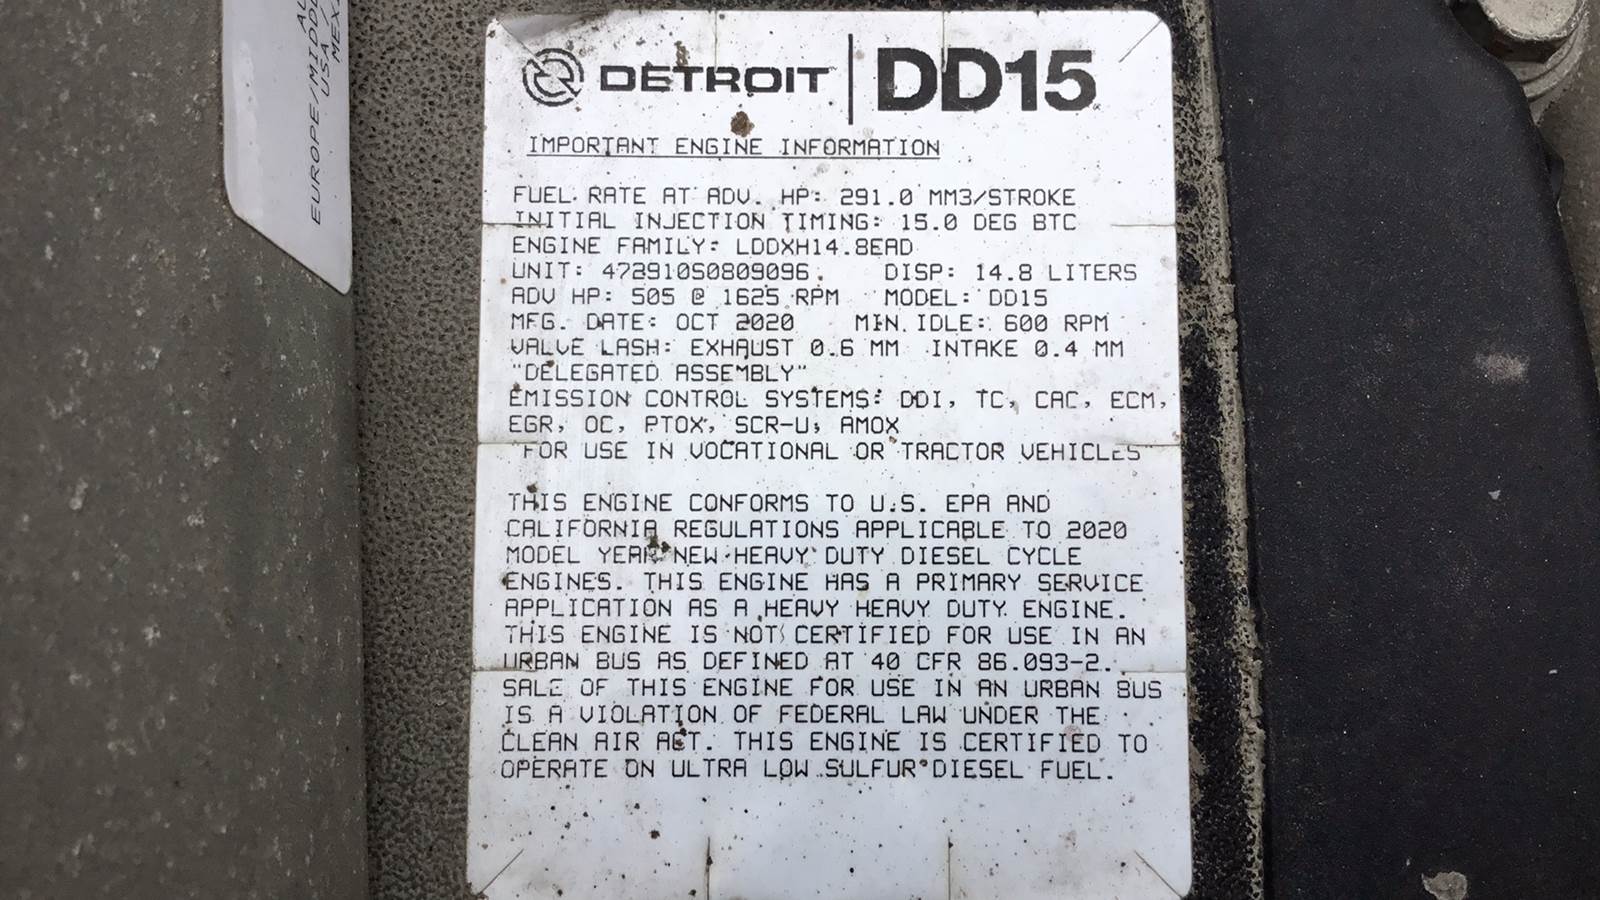 EUROPE/MIDDL
USA/
MEX
DETROIT | DD15
IMPORTANT ENGINE INFORMATION
FUEL RATE AT ADV. HP: 291.0 MM3/STROKE
INITIAL INJECTION TIMING: 15.0 DEG BTC
ENGINE FAMILY: LDDXH14.8EAD
UNIT: 472910S0809096 DISP: 14.8 LITERS
ADV HP: 505 @ 1625 RPM MODEL: DD15
MFG. DATE: OCT 2020 MIN. IDLE: 600 RPM
VALVE LASH: EXHAUST 0.6 MM INTAKE 0.4 MM
"DELEGATED ASSEMBLY"
EMISSION CONTROL SYSTEMS: DDI, TC, CAC, ECM,
EGR, OC, PTOX, SCR-U, AMOX
FOR USE IN VOCATIONAL OR TRACTOR VEHICLES
THIS ENGINE CONFORMS TO U.S. EPA AND
CALIFORNIA REGULATIONS APPLICABLE TO 2020
MODEL YEAR NEW HEAVY DUTY DIESEL CYCLE
ENGINES. THIS ENGINE HAS A PRIMARY SERVICE
APPLICATION AS A HEAVY HEAVY DUTY ENGINE.
THIS ENGINE IS NOT CERTIFIED FOR USE IN AN
URBAN BUS AS DEFINED AT 40 CFR 86.093-2.
SALE OF THIS ENGINE FOR USE IN AN URBAN BUS
IS A VIOLATION OF FEDERAL LAW UNDER THE
CLEAN AIR ACT. THIS ENGINE IS CERTIFIED TO
OPERATE ON ULTRA LOW SULFUR DIESEL FUEL.